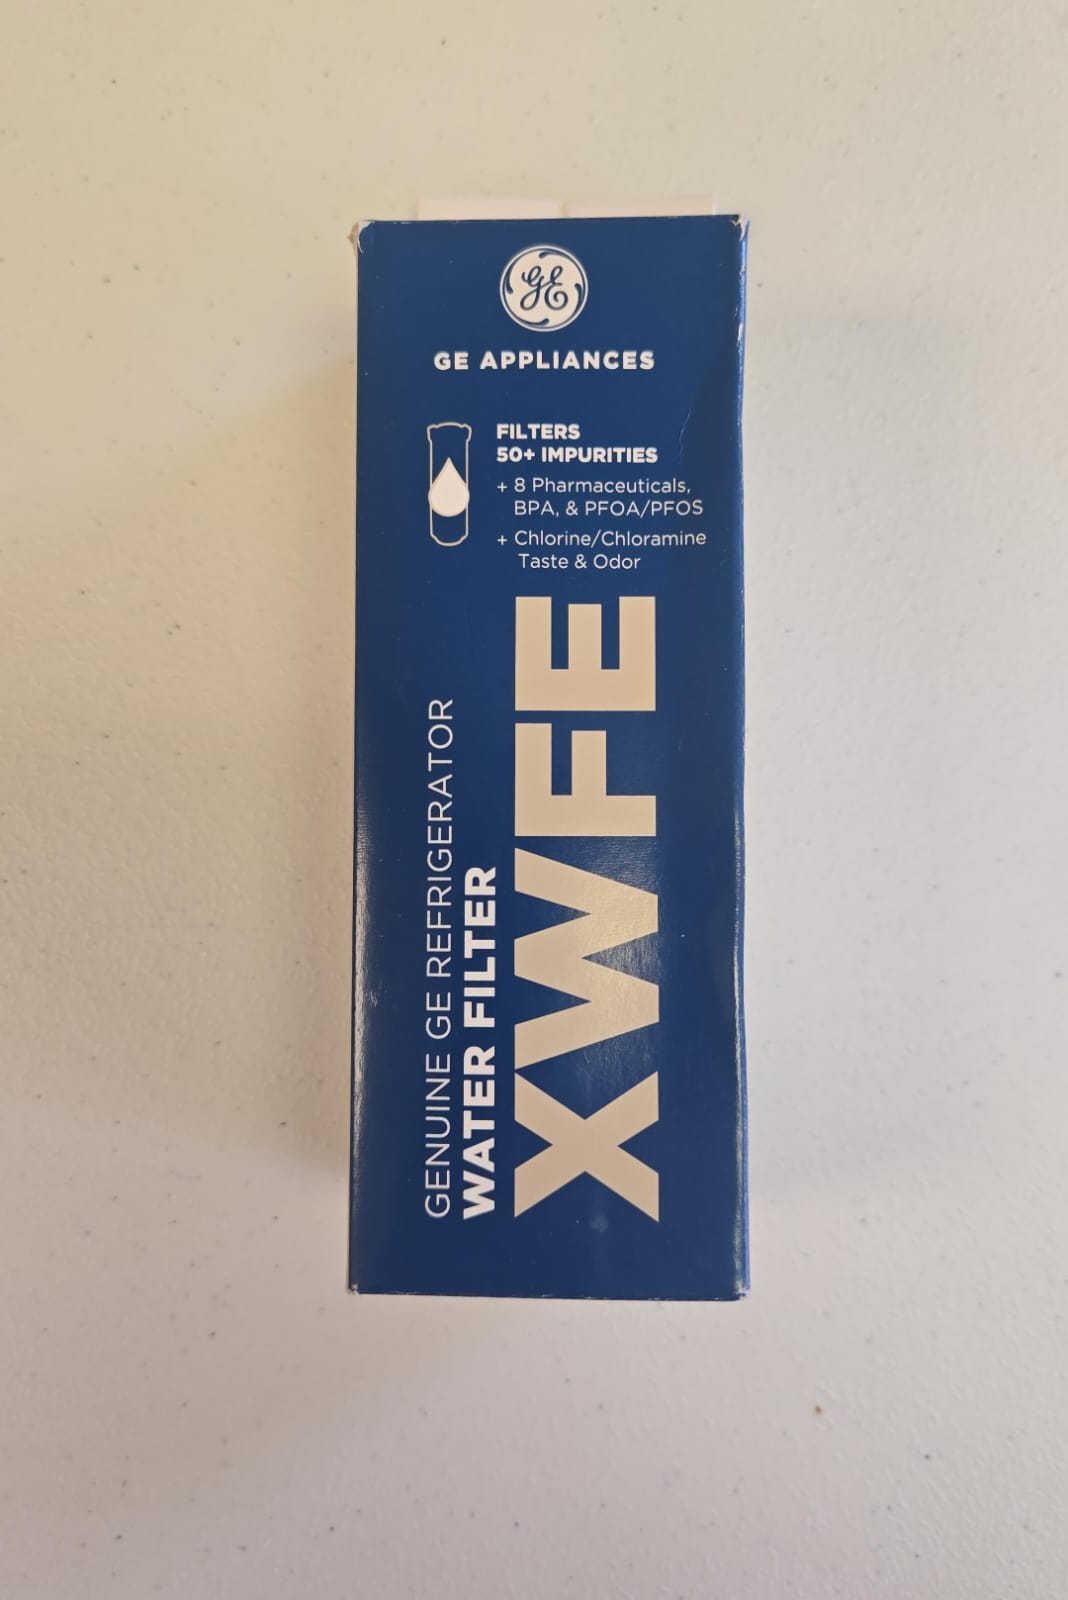 GE
GE APPLIANCES
FILTERS
50+ IMPURITIES
+ 8 Pharmaceuticals,
BPA, & PFOA/PFOS
+ Chlorine/Chloramine
Taste & Odor
GENUINE GE REFRIGERATOR
WATER FILTER
XWFE